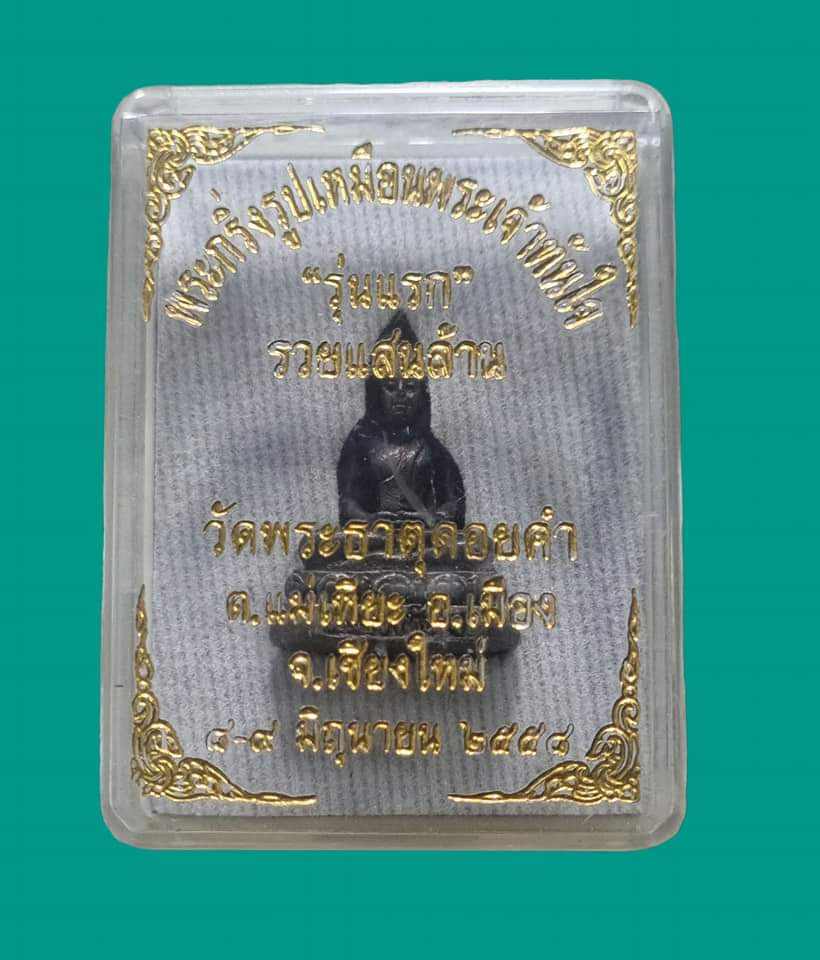 พระกริ่งรูปเหมือนพระเจ้าทันใจ
“รุ่นแรก”
รวยแสนล้าน
วัดพระธาตุดอยคำ
ต.แม่เหียะ อ.เมือง
จ.เชียงใหม่
๘-๙ มิถุนายน ๒๕๕๔